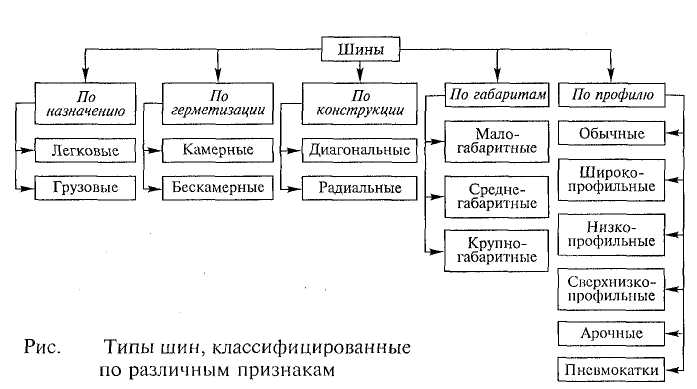 Шины
По
назначению
Легковые
Грузовые
По
герметизации
Камерные
Бескамерные
По
конструкции
Диагональные
Радиальные
По габаритам
Мало-
габаритные
Средне-
габаритные
Крупно-
габаритные
По профилю
Обычные
Широко-
профильные
Низко-
профильные
Сверхнизко-
профильные
Арочные
Пневмокатки
Рис. Типы шин, классифицированные
по различным признакам